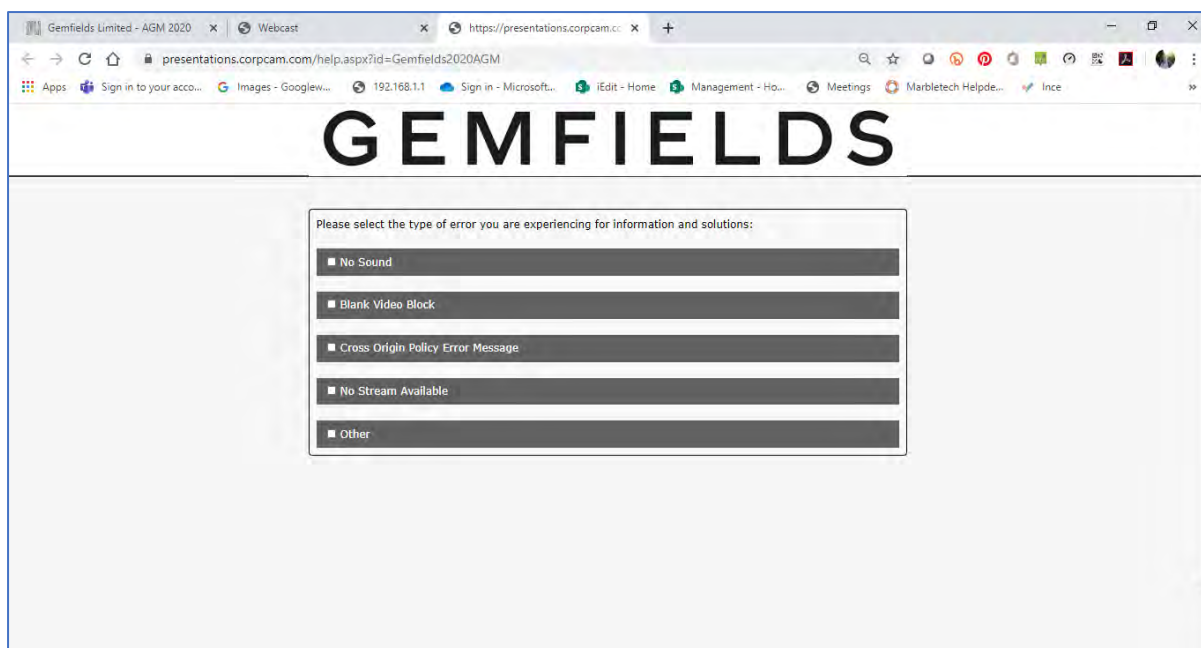 Gemfields Limited - AGM 2020 Webcast https://presentations.corpcam.cc
presentations.corpcam.com/help.aspx?id=Gemfields2020AGM
Apps Sign in to your acco... Images - Googlew... 192.168.1.1 Sign in - Microsoft... iEdit - Home Management - Ho... Meetings Marbletech Helpde... Ince
GEMFIELDS
Please select the type of error you are experiencing for information and solutions:
No Sound
Blank Video Block
Cross Origin Policy Error Message
No Stream Available
Other